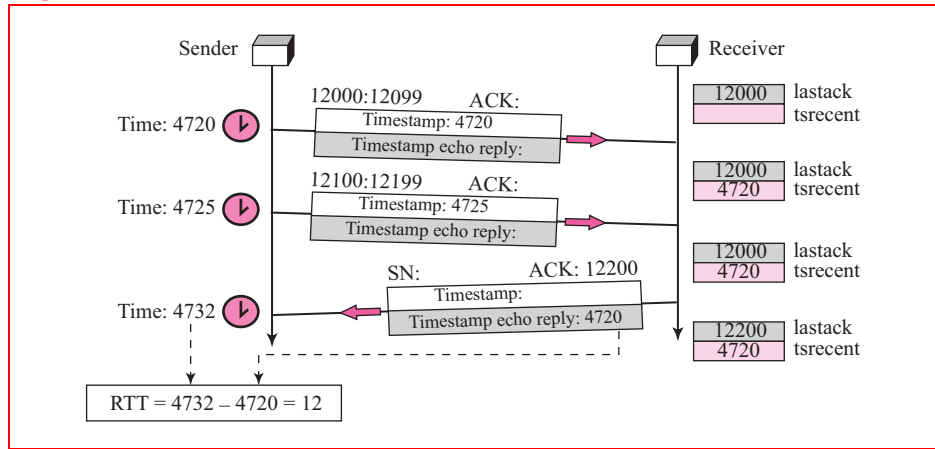 Sender
Receiver
12000 lastack
tsrecent
12000:12099 ACK:
Time: 4720
Timestamp: 4720
Timestamp echo reply:
12000 lastack
4720 tsrecent
12100:12199 ACK:
Time: 4725
Timestamp: 4725
Timestamp echo reply:
12000 lastack
4720 tsrecent
SN: ACK: 12200
Time: 4732
Timestamp:
Timestamp echo reply: 4720
12200 lastack
4720 tsrecent
RTT = 4732 – 4720 = 12